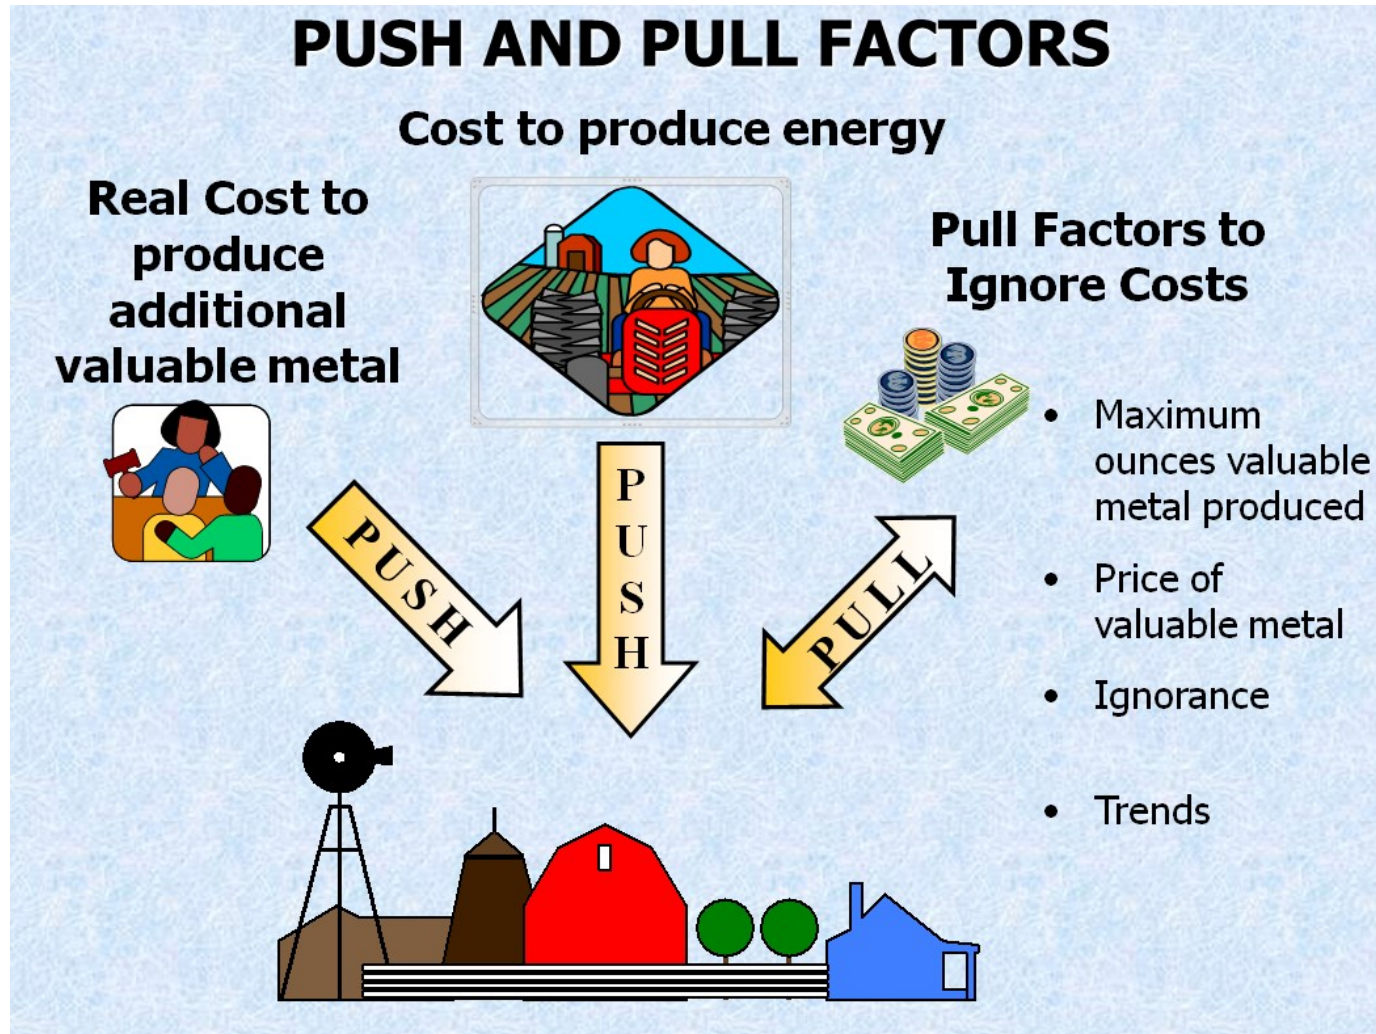 PUSH AND PULL FACTORS
Cost to produce energy
Real Cost to
produce
additional
valuable metal
Pull Factors to
Ignore Costs
• Maximum
ounces valuable
metal produced
• Price of
valuable metal
• Ignorance
• Trends
PUSH
PUSH
PULL